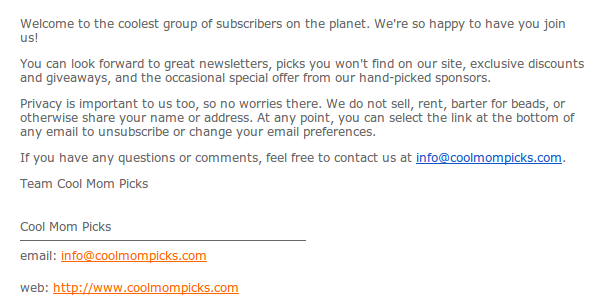 Welcome to the coolest group of subscribers on the planet. We're so happy to have you join
us!
You can look forward to great newsletters, picks you won't find on our site, exclusive discounts
and giveaways, and the occasional special offer from our hand-picked sponsors.
Privacy is important to us too, so no worries there. We do not sell, rent, barter for beads, or
otherwise share your name or address. At any point, you can select the link at the bottom of
any email to unsubscribe or change your email preferences.
If you have any questions or comments, feel free to contact us at info@coolmompicks.com.
Team Cool Mom Picks
Cool Mom Picks
email: info@coolmompicks.com
web: http://www.coolmompicks.com